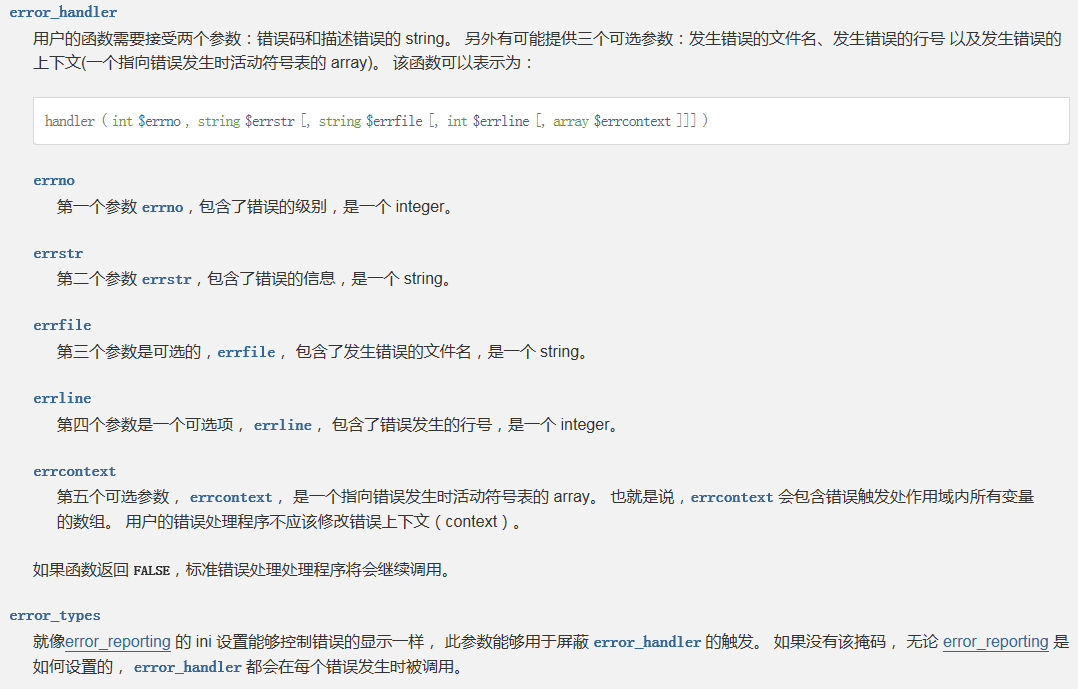 error_handler
用户的函数需要接受两个参数：错误码和描述错误的 string。 另外有可能提供三个可选参数：发生错误的文件名、发生错误的行号 以及发生错误的
上下文(一个指向错误发生时活动符号表的 array)。 该函数可以表示为：
handler ( int $errno , string $errstr [, string $errfile [, int $errline [, array $errcontext ]]] )
errno
第一个参数 errno，包含了错误的级别，是一个 integer。
errstr
第二个参数 errstr，包含了错误的信息，是一个 string。
errfile
第三个参数是可选的，errfile， 包含了发生错误的文件名，是一个 string。
errline
第四个参数是一个可选项， errline， 包含了错误发生的行号，是一个 integer。
errcontext
第五个可选参数， errcontext， 是一个指向错误发生时活动符号表的 array。 也就是说，errcontext 会包含错误触发处作用域内所有变量
的数组。 用户的错误处理程序不应该修改错误上下文（context）。
如果函数返回 FALSE，标准错误处理处理程序将会继续调用。
error_types
就像error_reporting 的 ini 设置能够控制错误的显示一样， 此参数能够用于屏蔽 error_handler 的触发。 如果没有该掩码， 无论 error_reporting 是
如何设置的， error_handler 都会在每个错误发生时被调用。